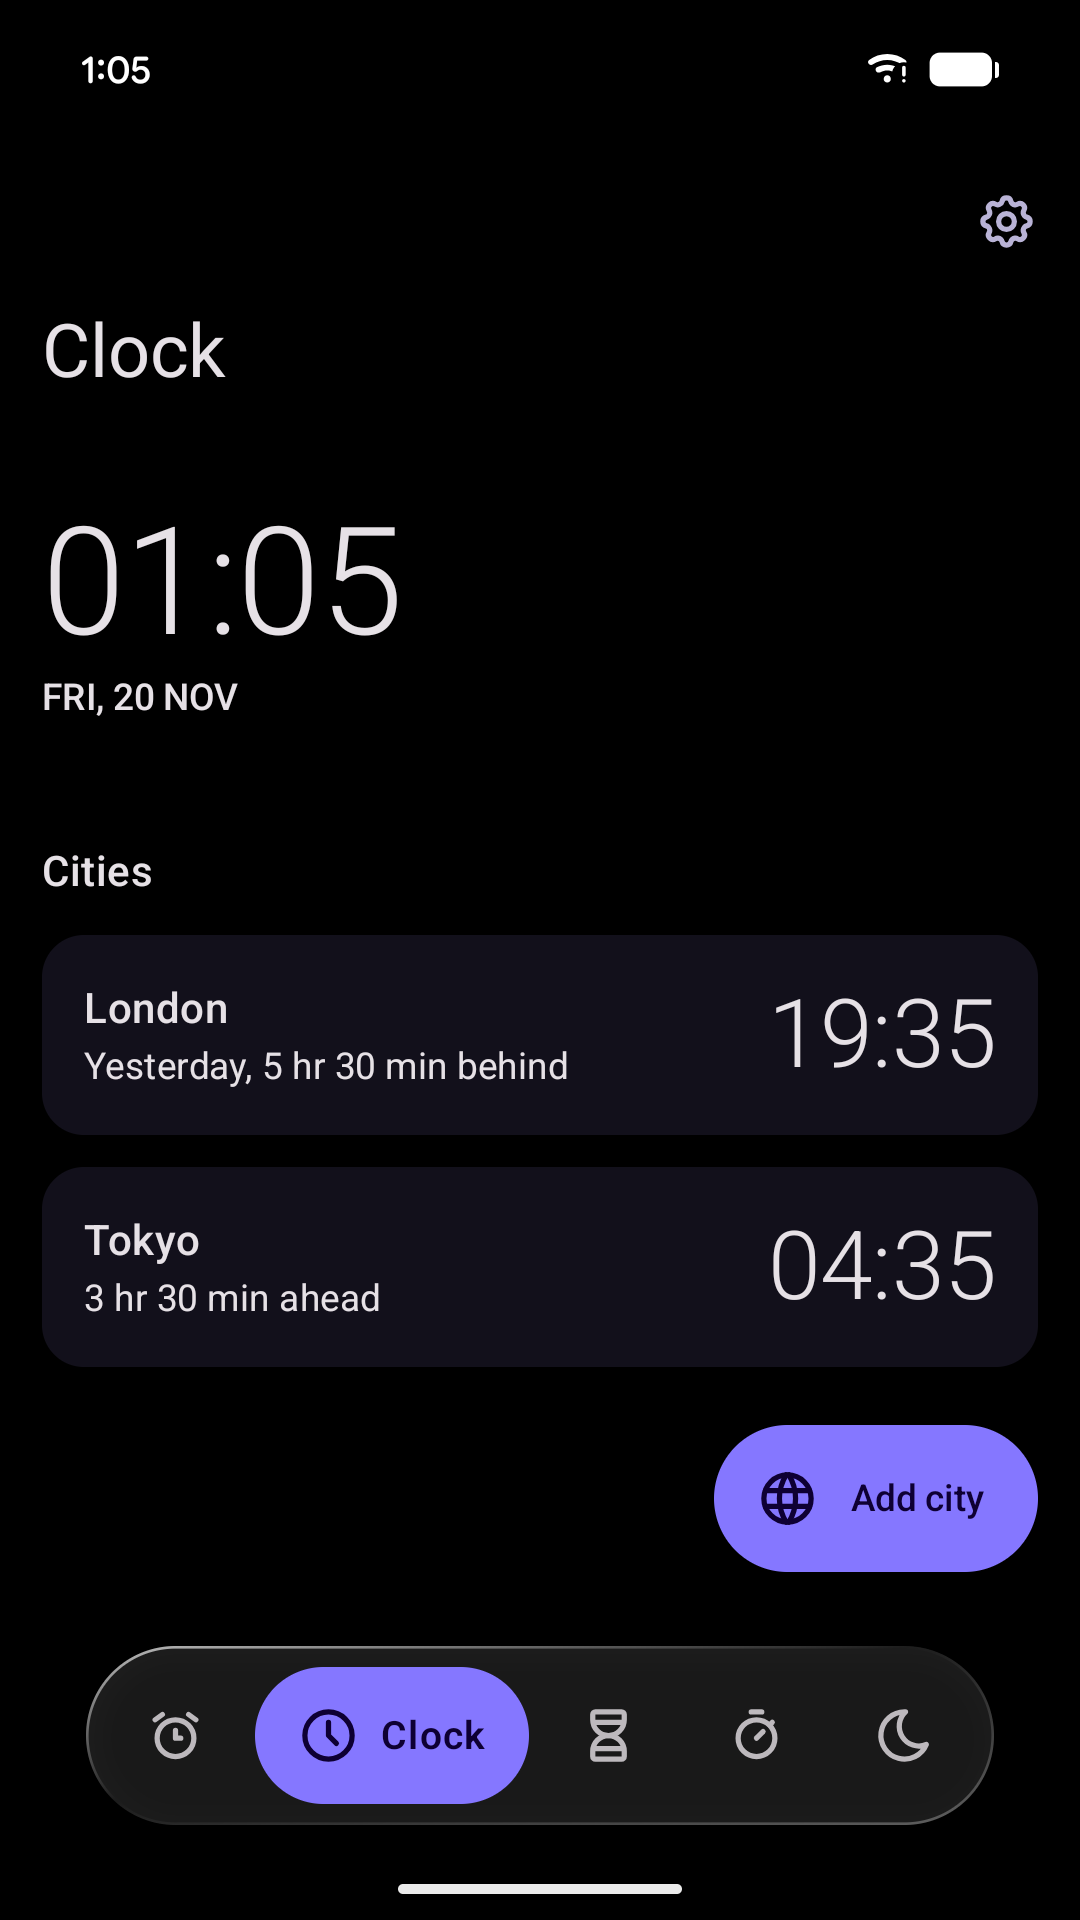 1:05
Clock
01:05
FRI, 20 NOV
Cities
London
Yesterday, 5 hr 30 min behind
19:35
Tokyo
3 hr 30 min ahead
04:35
Add city
Clock